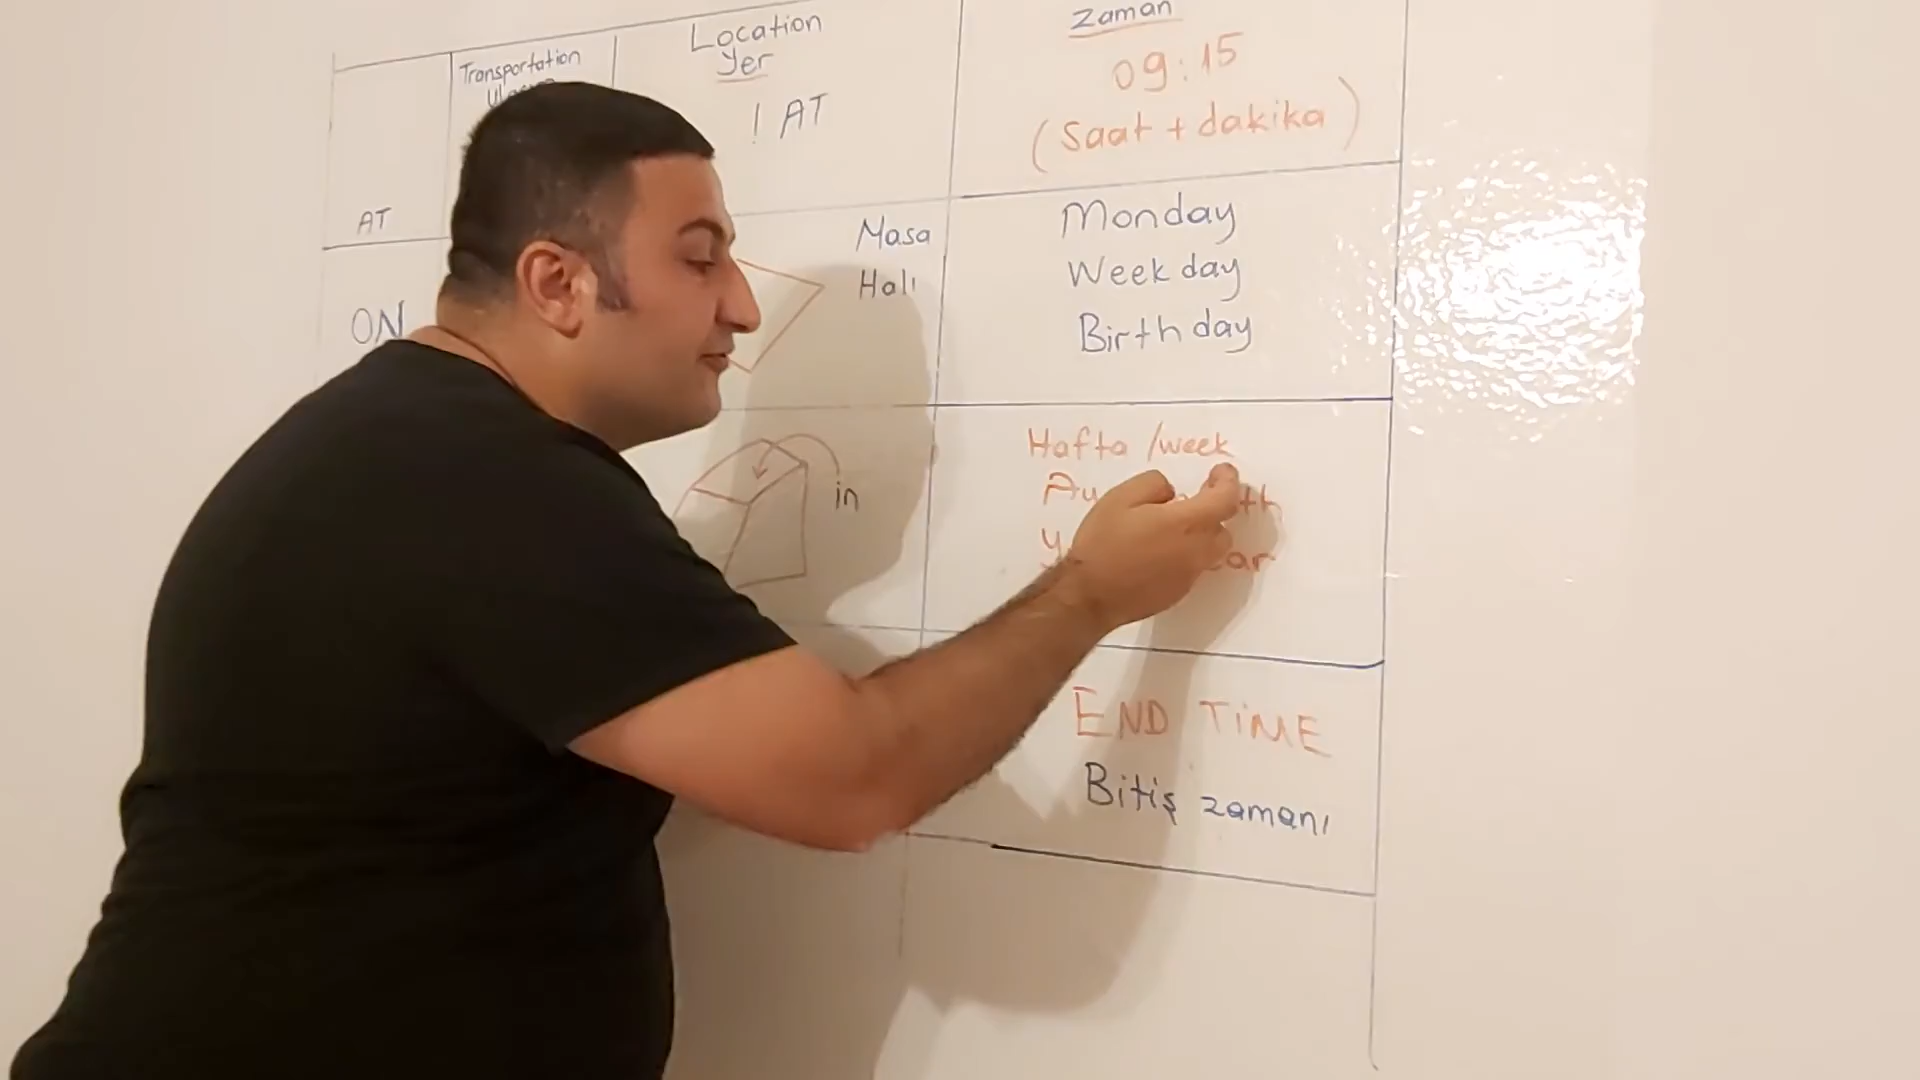 Transportation
Location
Yer
! AT
Zaman
09:15
(Saat + dakika)
AT
Masa
Halı
Monday
Week day
Birthday
ON
in
Hafta /week
END TiME
Bitiş zamanı